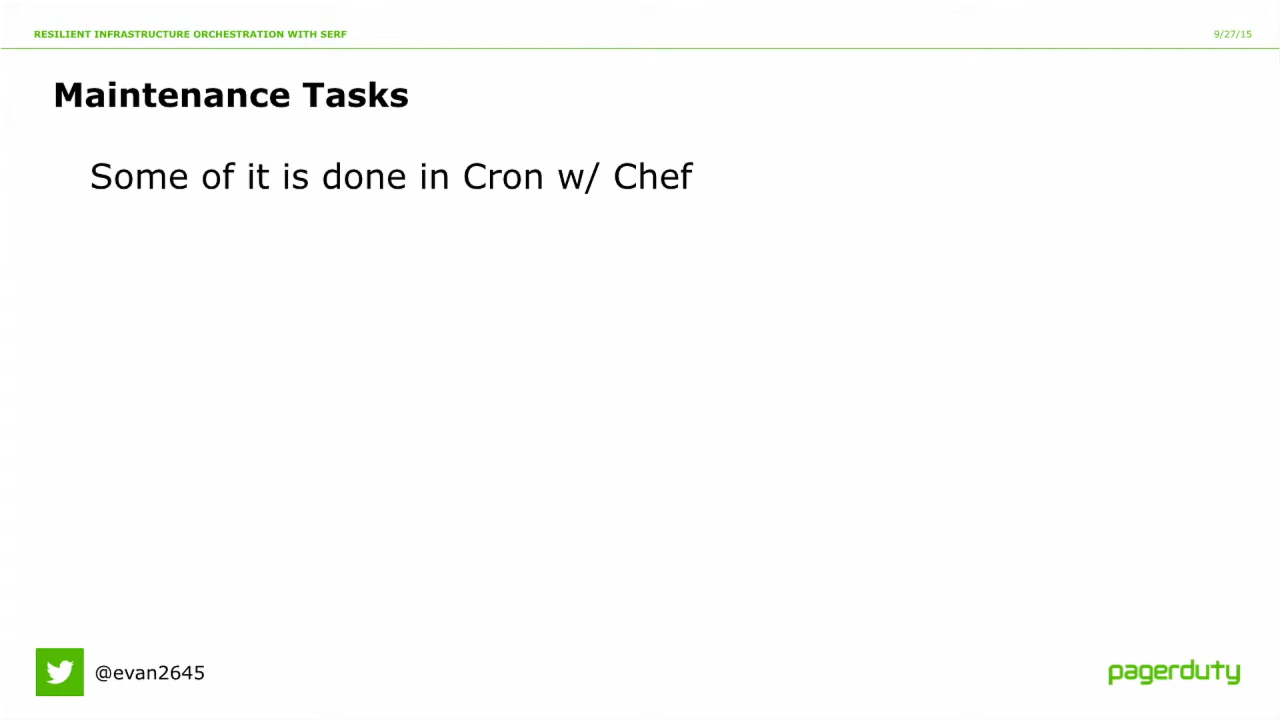 RESILIENT INFRASTRUCTURE ORCHESTRATION WITH SERF
9/27/15
Maintenance Tasks
Some of it is done in Cron w/ Chef
@evan2645
pagerduty